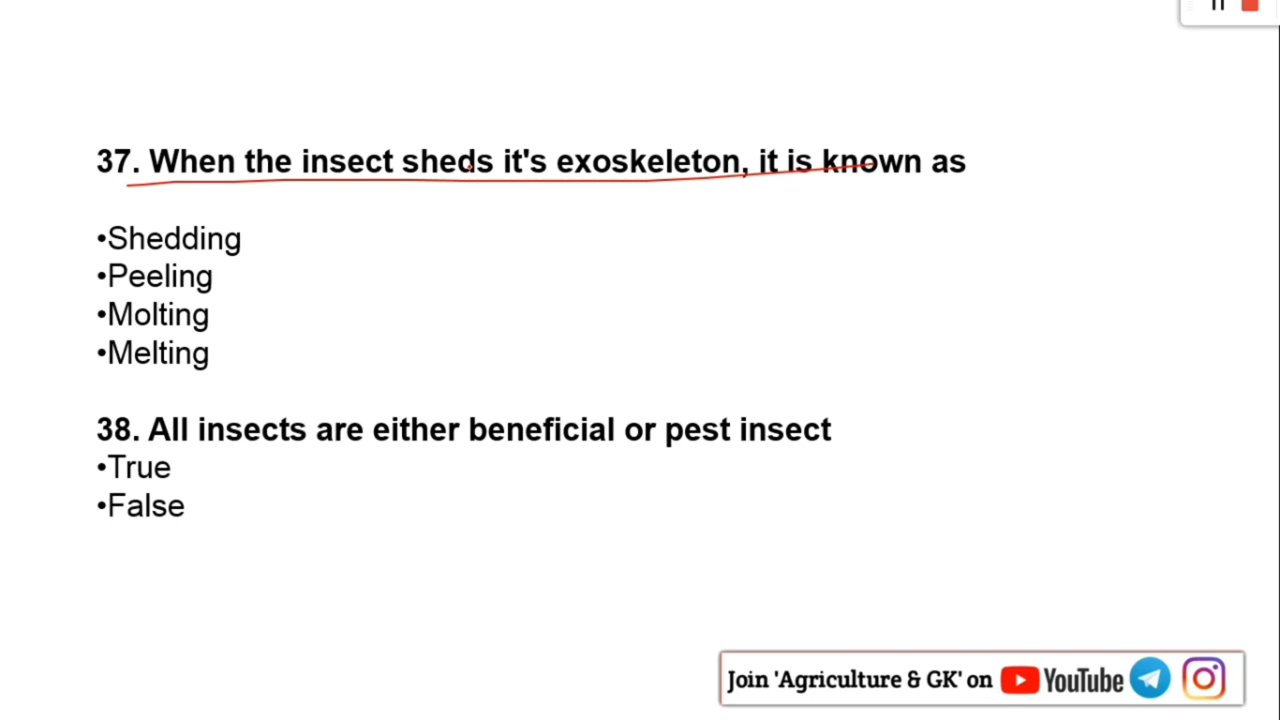 37. When the insect sheds it's exoskeleton, it is known as
•Shedding
•Peeling
•Molting
•Melting
38. All insects are either beneficial or pest insect
•True
•False
Join 'Agriculture & GK' on YouTube